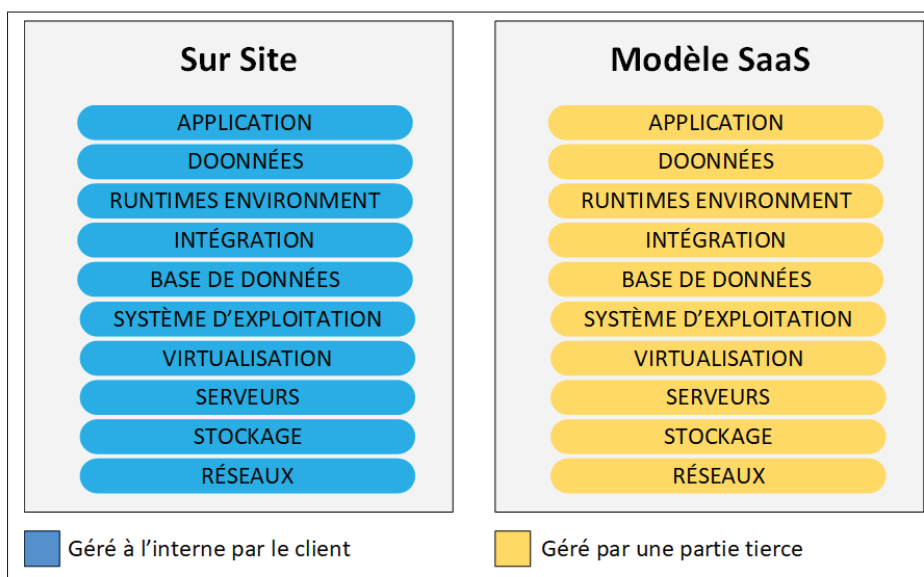 Sur Site
APPLICATION
DOONNÉES
RUNTIMES ENVIRONMENT
INTÉGRATION
BASE DE DONNÉES
SYSTÈME D’EXPLOITATION
VIRTUALISATION
SERVEURS
STOCKAGE
RÉSEAUX
Géré à l’interne par le client
Modèle SaaS
APPLICATION
DOONNÉES
RUNTIMES ENVIRONMENT
INTÉGRATION
BASE DE DONNÉES
SYSTÈME D’EXPLOITATION
VIRTUALISATION
SERVEURS
STOCKAGE
RÉSEAUX
Géré par une partie tierce